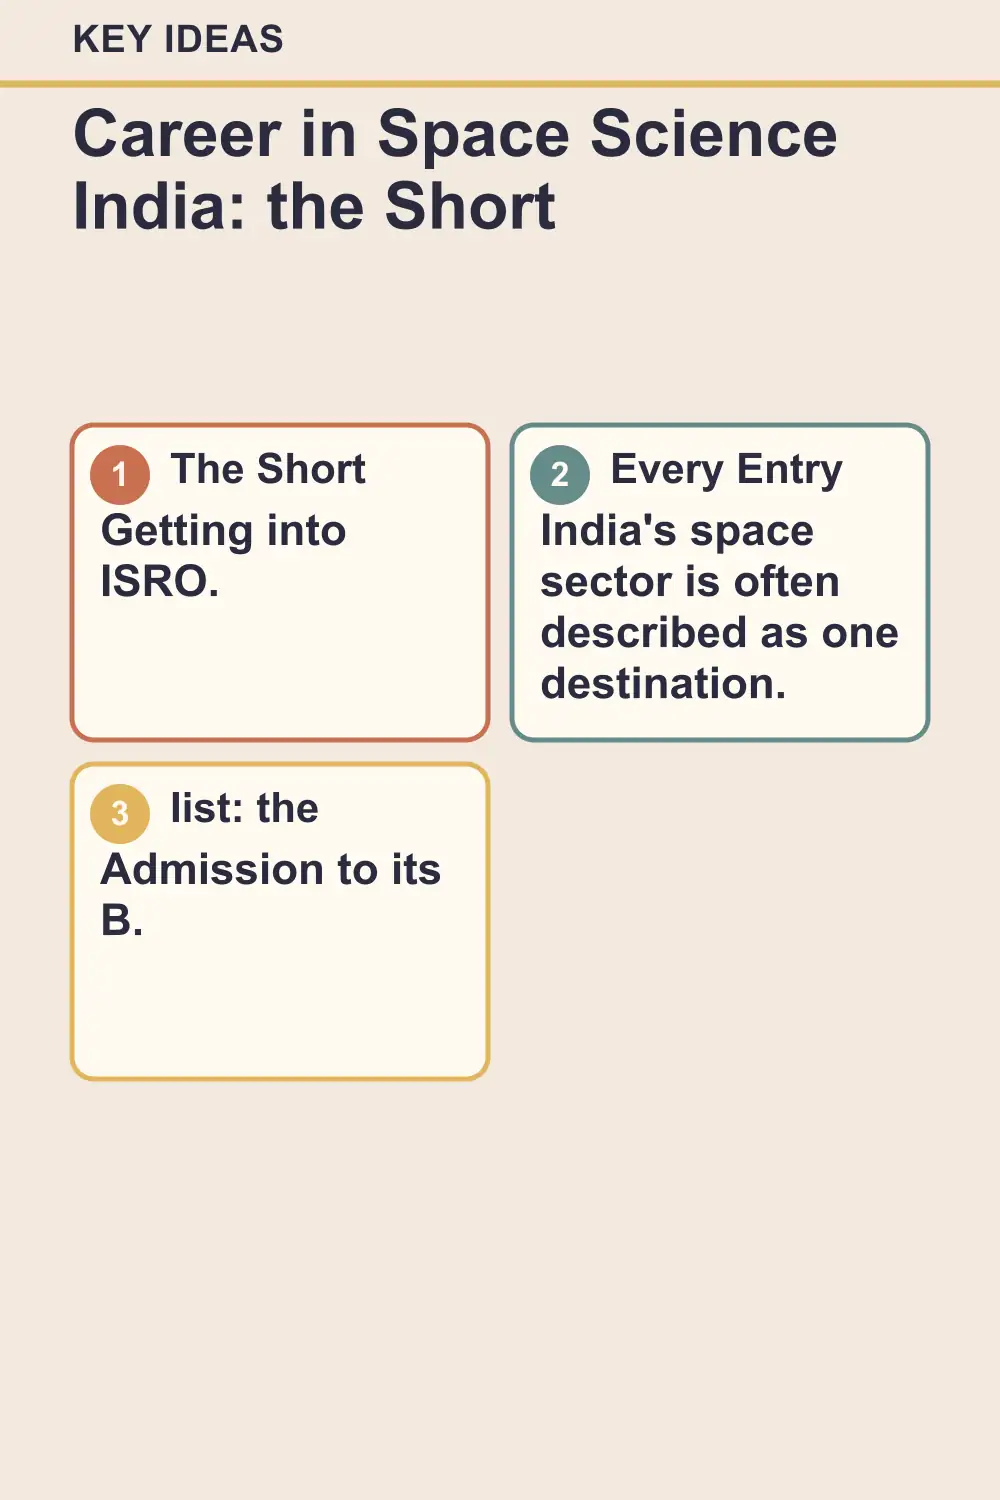 KEY IDEAS
Career in Space Science
India: the Short
1 The Short
Getting into
ISRO.
2 Every Entry
India's space
sector is often
described as one
destination.
3 list: the
Admission to its
B.